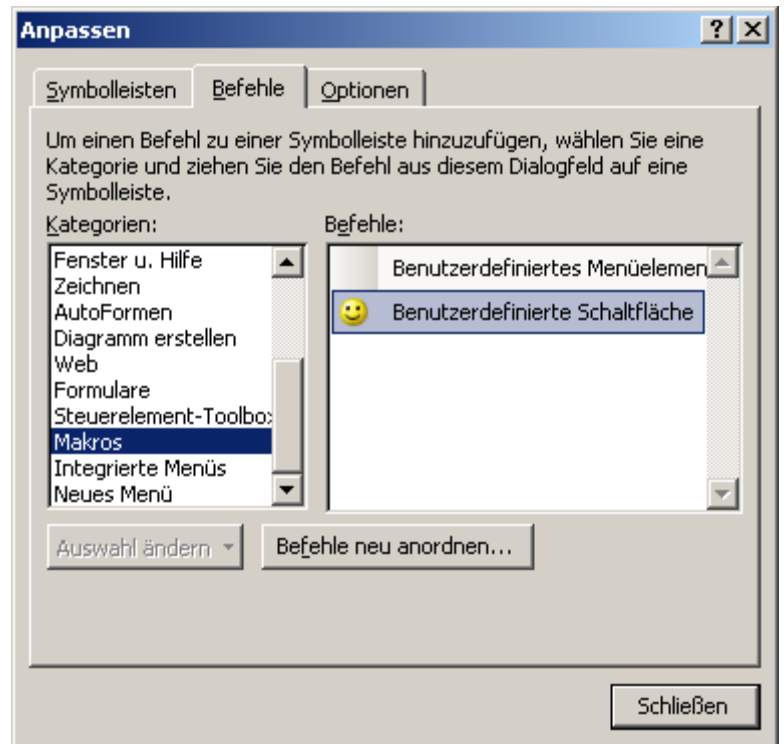 Anpassen
Symbolleisten
Befehle
Optionen
Um einen Befehl zu einer Symbolleiste hinzuzufügen, wählen Sie eine
Kategorie und ziehen Sie den Befehl aus diesem Dialogfeld auf eine
Symbolleiste.
Kategorien:
Fenster u. Hilfe
Zeichnen
AutoFormen
Diagramm erstellen
Web
Formulare
Steuerelement-Toolbo
Makros
Integrierte Menüs
Neues Menü
Befehle:
Benutzerdefiniertes Menüelemen
Benutzerdefinierte Schaltfläche
Auswahl ändern
Befehle neu anordnen...
Schließen